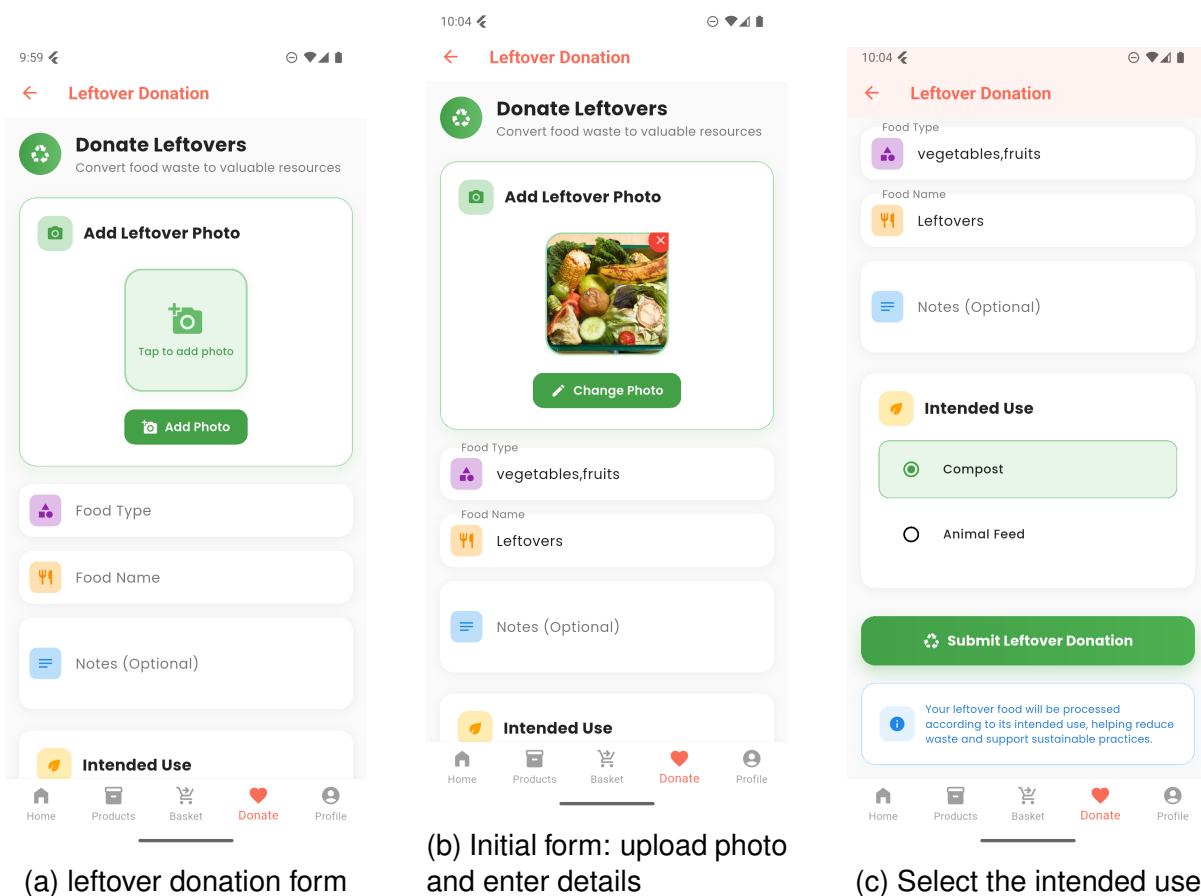 9:59
Leftover Donation
Donate Leftovers
Convert food waste to valuable resources
Add Leftover Photo
Tap to add photo
Add Photo
Food Type
Food Name
Notes (Optional)
Intended Use
Home
Products
Basket
Donate
Profile
(a) leftover donation form
10:04
Leftover Donation
Donate Leftovers
Convert food waste to valuable resources
Add Leftover Photo
Change Photo
Food Type
vegetables,fruits
Food Name
Leftovers
Notes (Optional)
Intended Use
Home
Products
Basket
Donate
Profile
(b) Initial form: upload photo
and enter details
10:04
Leftover Donation
Food Type
vegetables,fruits
Food Name
Leftovers
Notes (Optional)
Intended Use
Compost
Animal Feed
Submit Leftover Donation
Your leftover food will be processed
according to its intended use, helping reduce
waste and support sustainable practices.
Home
Products
Basket
Donate
Profile
(c) Select the intended use